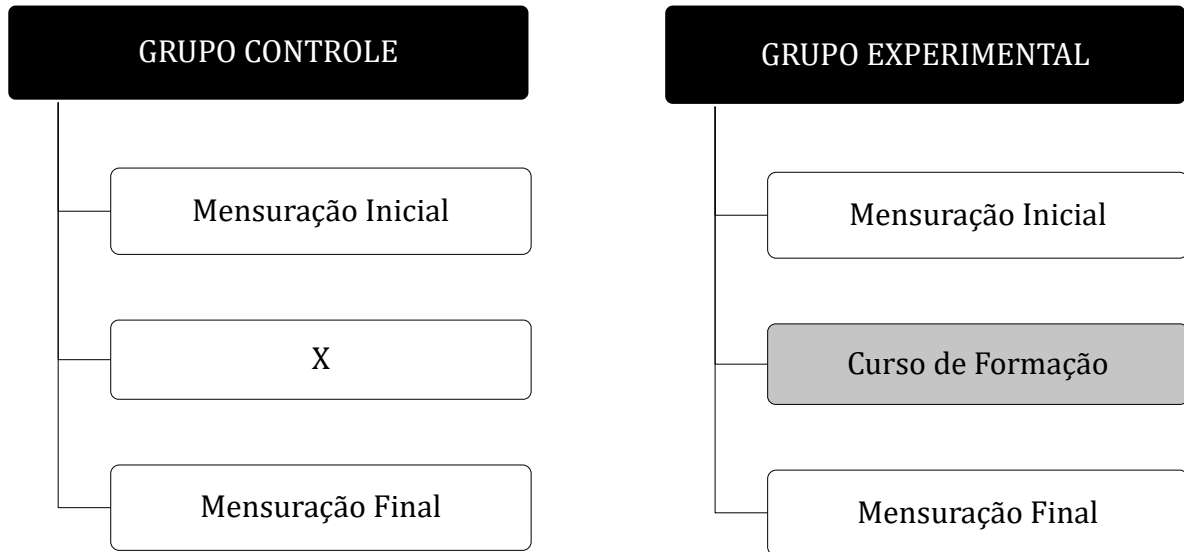 GRUPO CONTROLE
Mensuração Inicial
X
Mensuração Final
GRUPO EXPERIMENTAL
Mensuração Inicial
Curso de Formação
Mensuração Final